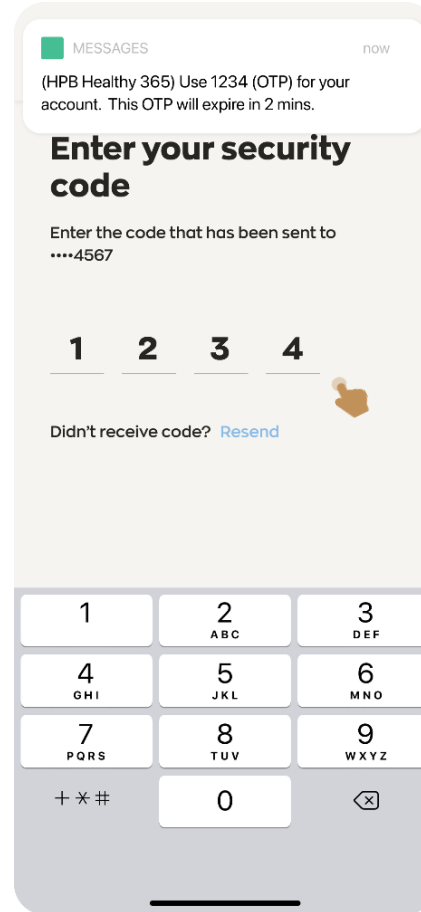 MESSAGES now
(HPB Healthy 365) Use 1234 (OTP) for your
account. This OTP will expire in 2 mins.
Enter your security
code
Enter the code that has been sent to
••••4567
1 2 3 4
Didn't receive code? Resend
1 2 3
ABC DEF
4 5 6
GHI JKL MNO
7 8 9
PQRS TUV WXYZ
+*# 0